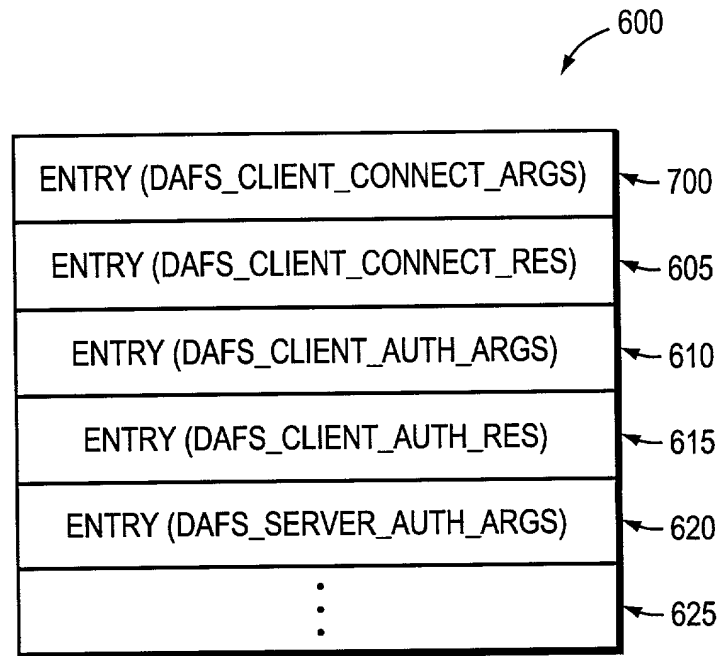 600
ENTRY (DAFS_CLIENT_CONNECT_ARGS) 700
ENTRY (DAFS_CLIENT_CONNECT_RES) 605
ENTRY (DAFS_CLIENT_AUTH_ARGS) 610
ENTRY (DAFS_CLIENT_AUTH_RES) 615
ENTRY (DAFS_SERVER_AUTH_ARGS) 620
625